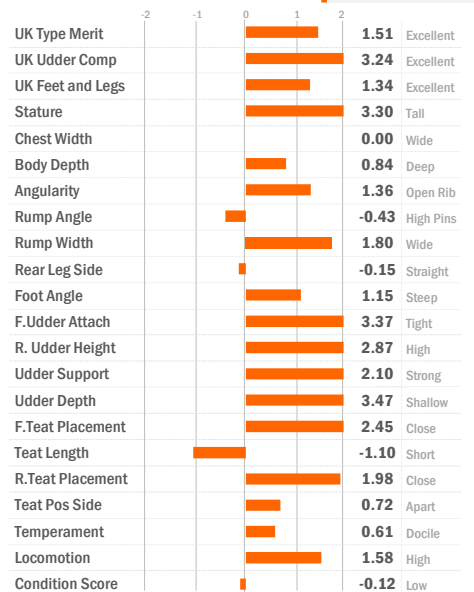 -2 -1 0 1 2
UK Type Merit 1.51 Excellent
UK Udder Comp 3.24 Excellent
UK Feet and Legs 1.34 Excellent
Stature 3.30 Tall
Chest Width 0.00 Wide
Body Depth 0.84 Deep
Angularity 1.36 Open Rib
Rump Angle -0.43 High Pins
Rump Width 1.80 Wide
Rear Leg Side -0.15 Straight
Foot Angle 1.15 Steep
F.Udder Attach 3.37 Tight
R. Udder Height 2.87 High
Udder Support 2.10 Strong
Udder Depth 3.47 Shallow
F.Teat Placement 2.45 Close
Teat Length -1.10 Short
R.Teat Placement 1.98 Close
Teat Pos Side 0.72 Apart
Temperament 0.61 Docile
Locomotion 1.58 High
Condition Score -0.12 Low